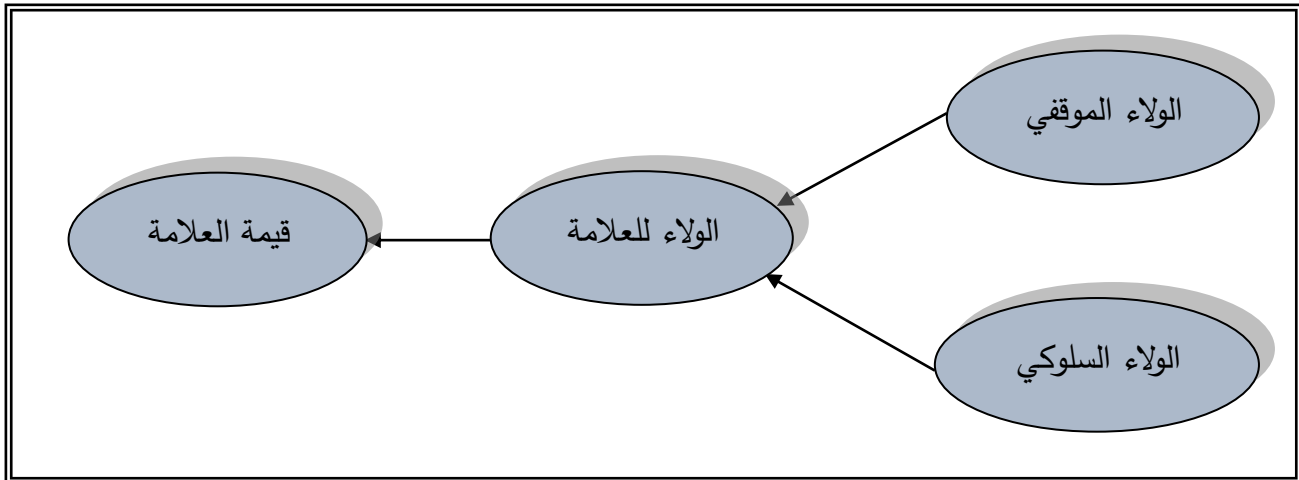 الولاء الموقفي
الولاء للعلامة
قيمة العلامة
الولاء السلوكي